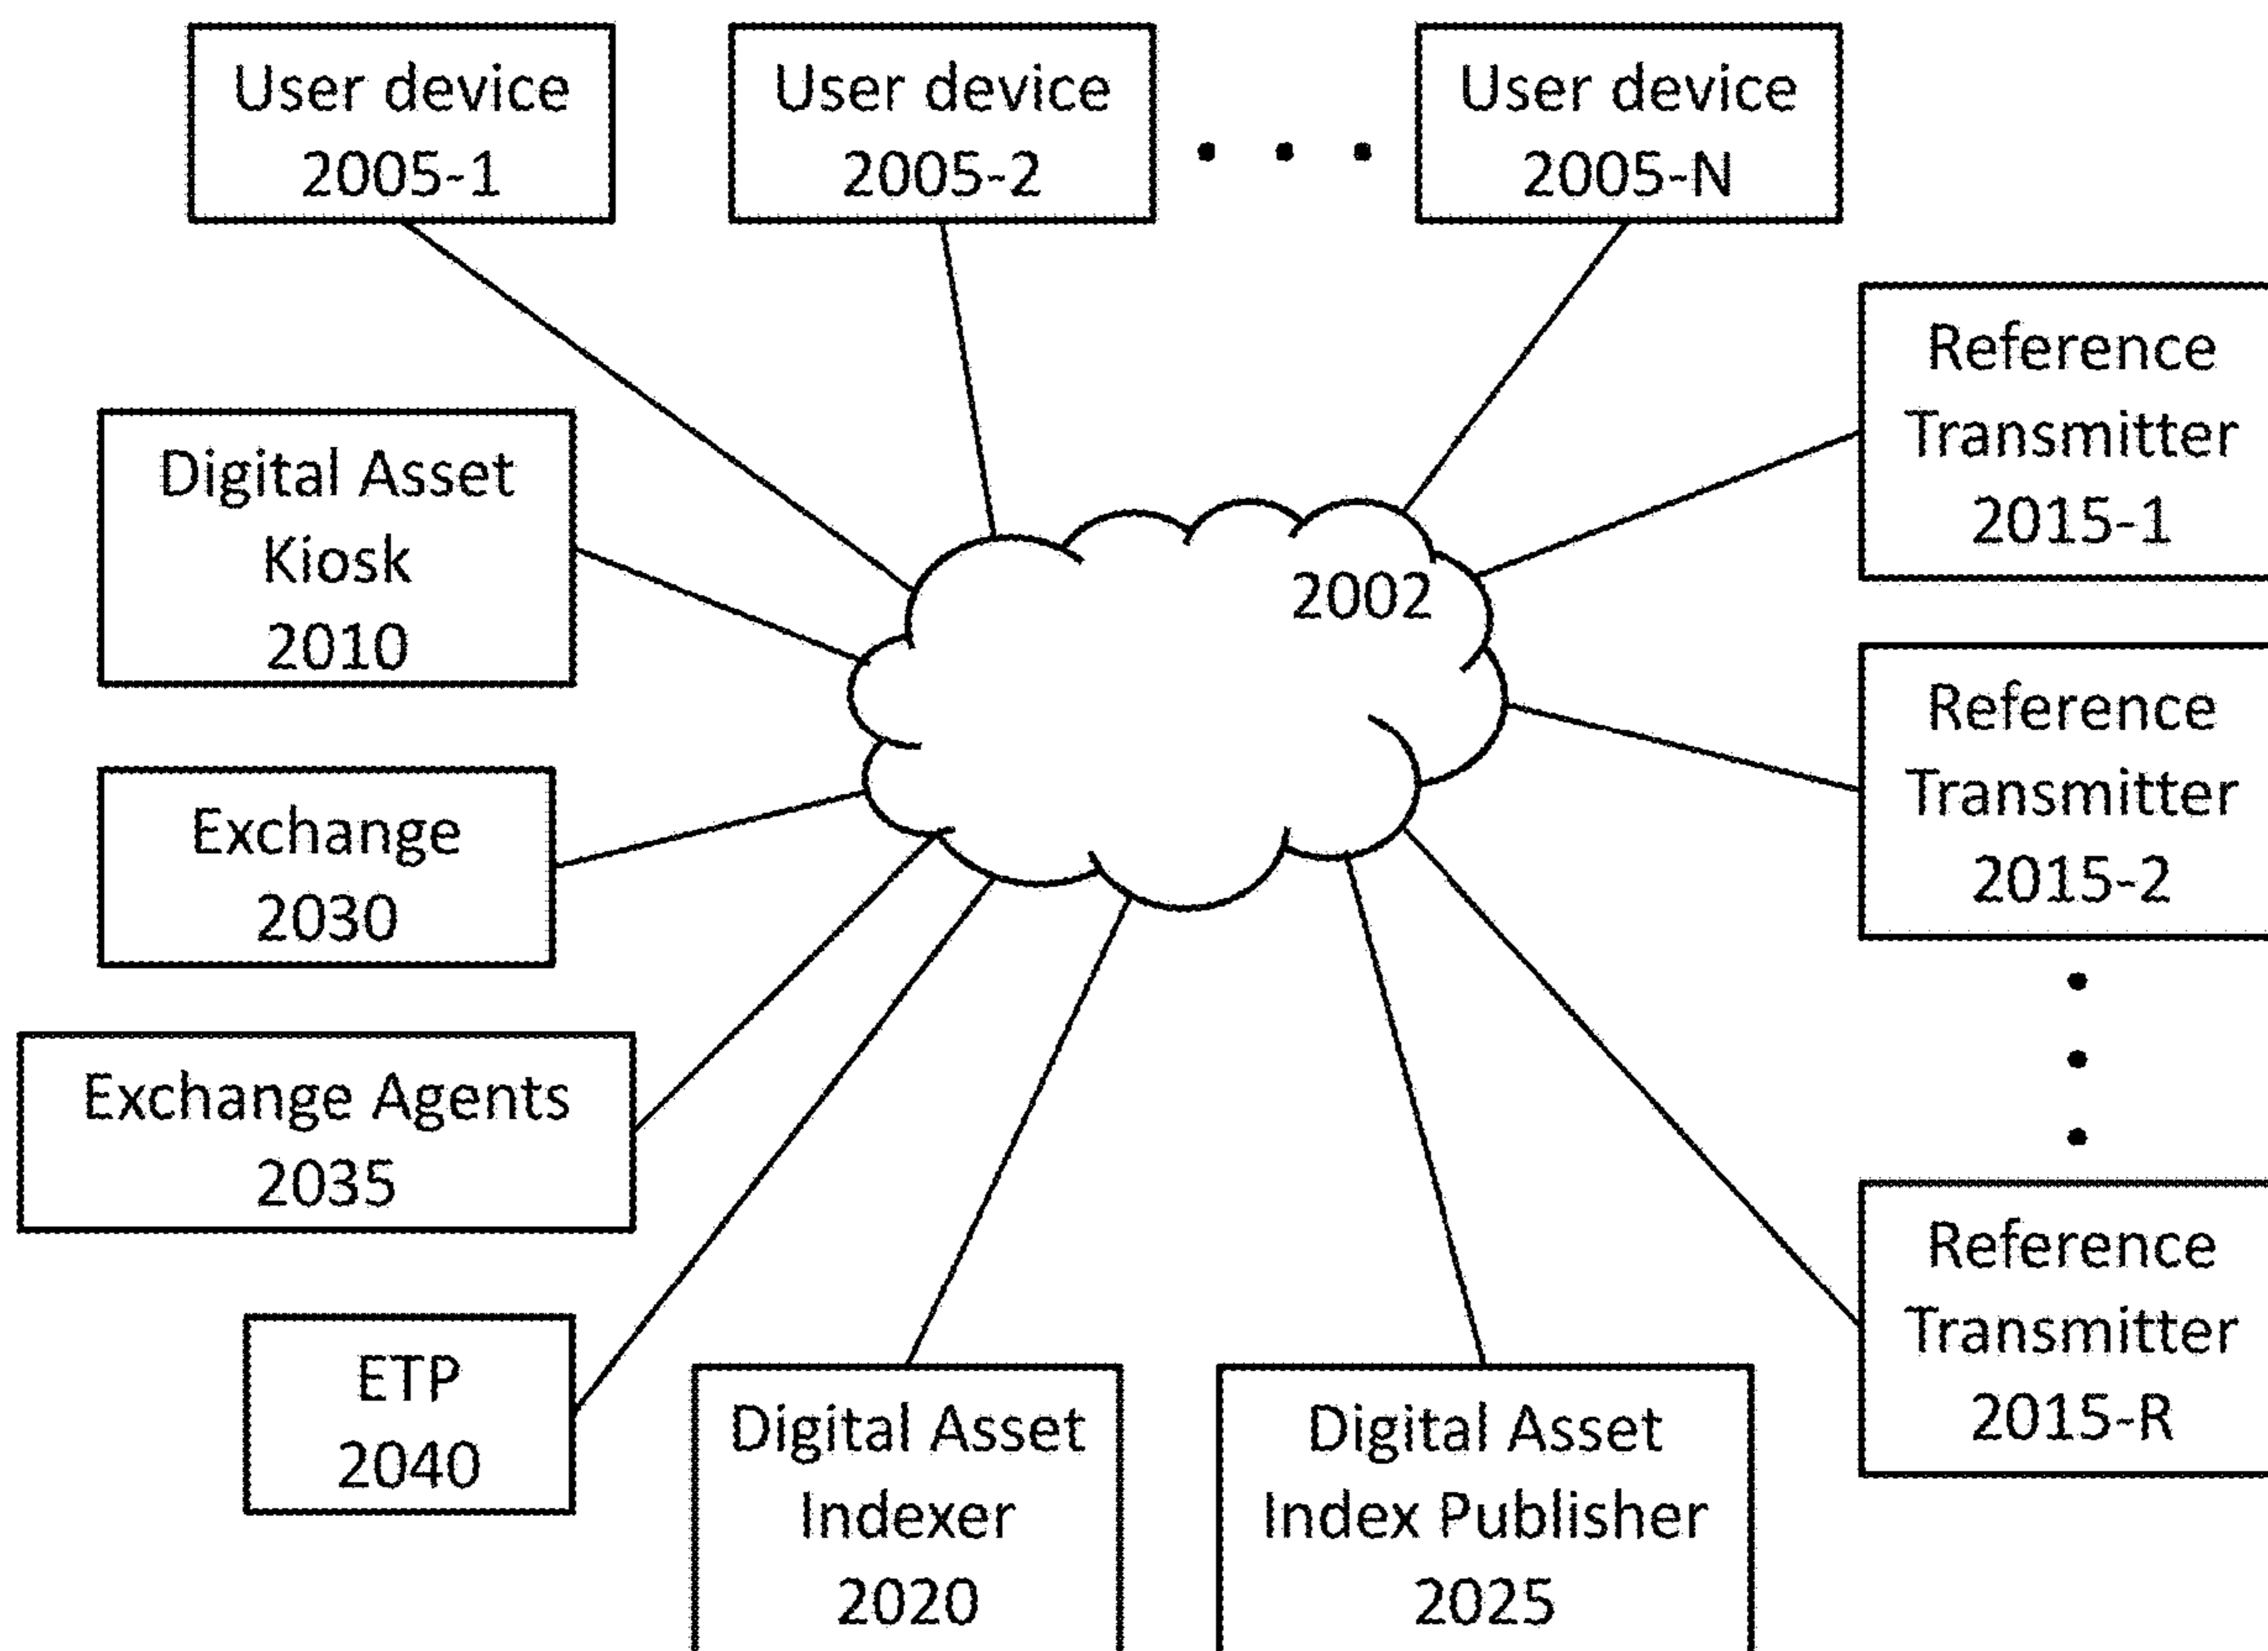 User device
2005-1
User device
2005-2
User device
2005-N
Reference
Transmitter
2015-1
Digital Asset
Kiosk
2010
2002
Reference
Transmitter
2015-2
Exchange
2030
Exchange Agents
2035
Reference
Transmitter
2015-R
ETP
2040
Digital Asset
Indexer
2020
Digital Asset
Index Publisher
2025